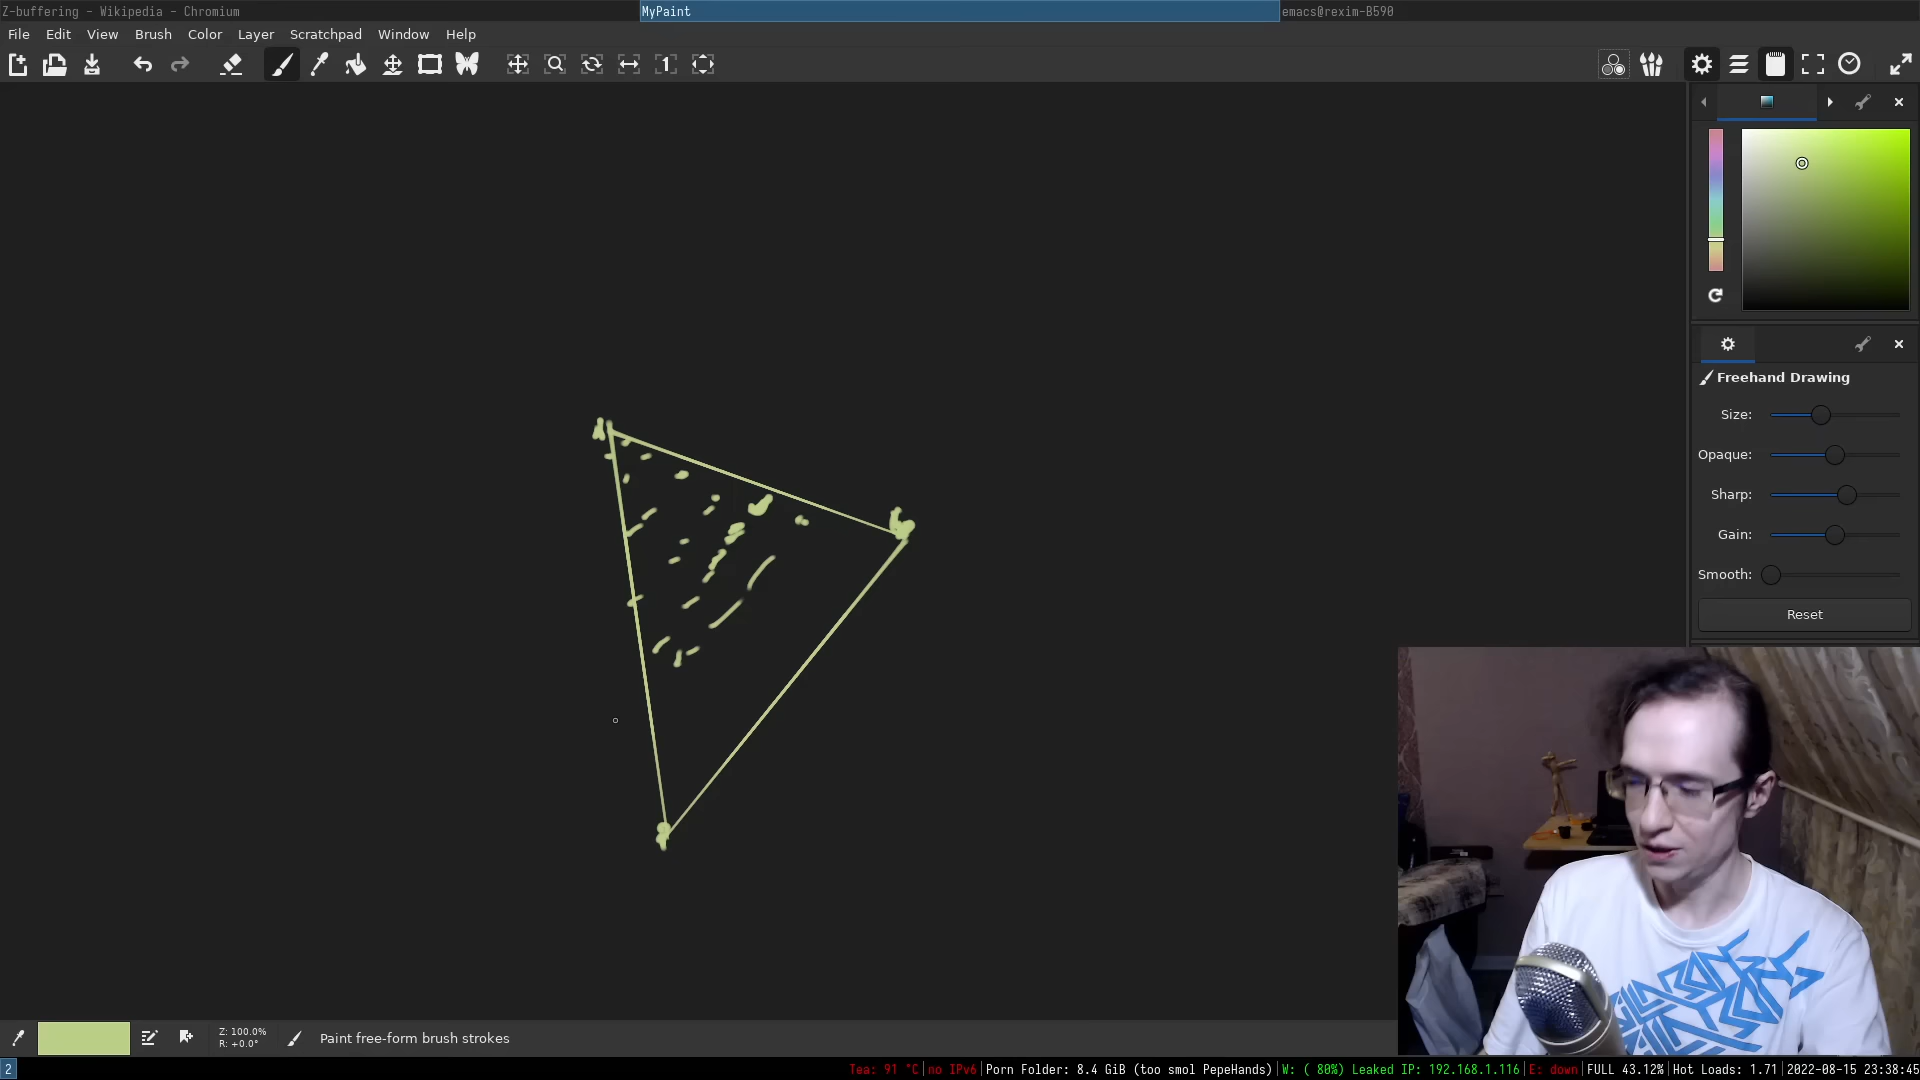 Z-buffering - Wikipedia - Chromium
MyPaint
emacs@rexim-B590
File Edit View Brush Color Layer Scratchpad Window Help
1
Freehand Drawing
Size:
Opaque:
Sharp:
Gain:
Smooth:
Reset
Z: 100.0%
R: +0.0°
Paint free-form brush strokes
2
Tea: 91 °C|no IPv6|Porn Folder: 8.4 GiB (too smol PepeHands)|W: ( 80%) Leaked IP: 192.168.1.116|E: down|FULL 43.12%|Hot Loads: 1.71|2022-08-15 23:38:45